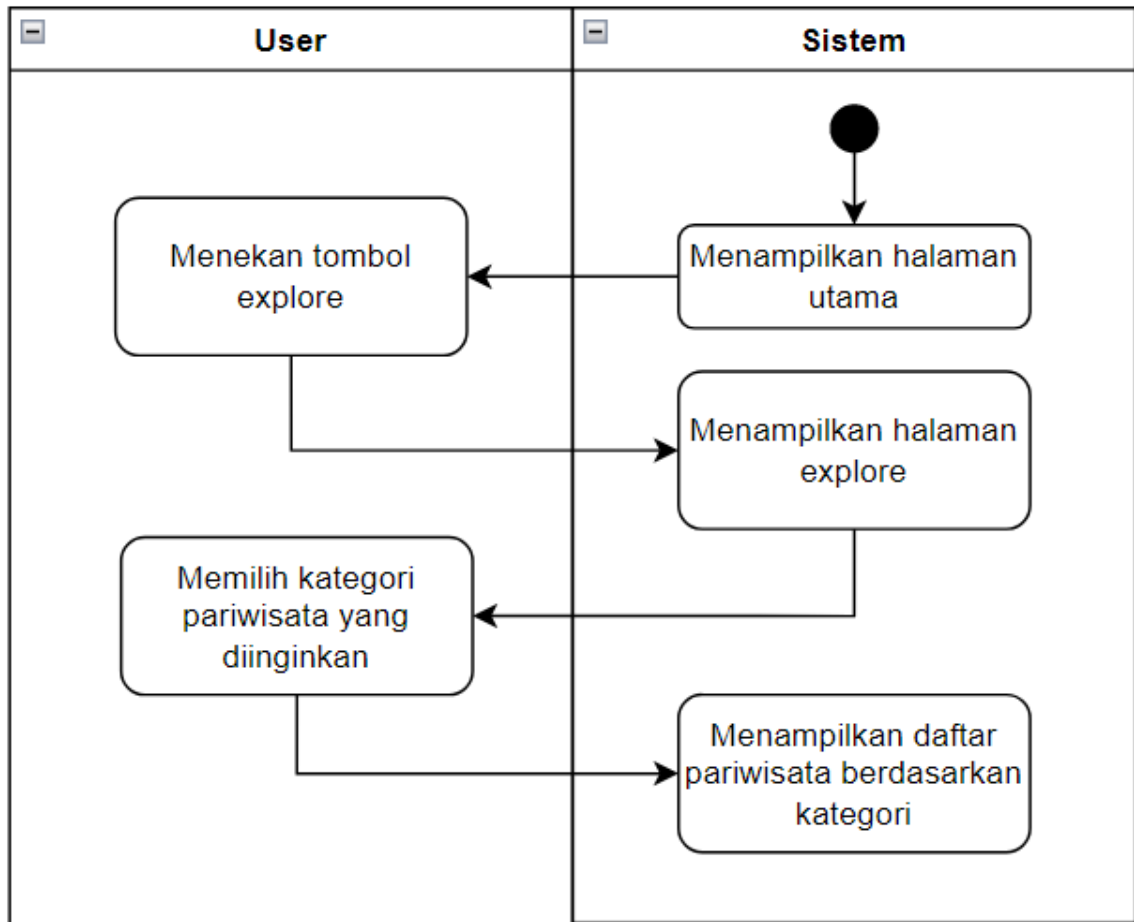 User
Sistem
Menampilkan halaman
utama
Menekan tombol
explore
Menampilkan halaman
explore
Memilih kategori
pariwisata yang
diinginkan
Menampilkan daftar
pariwisata berdasarkan
kategori